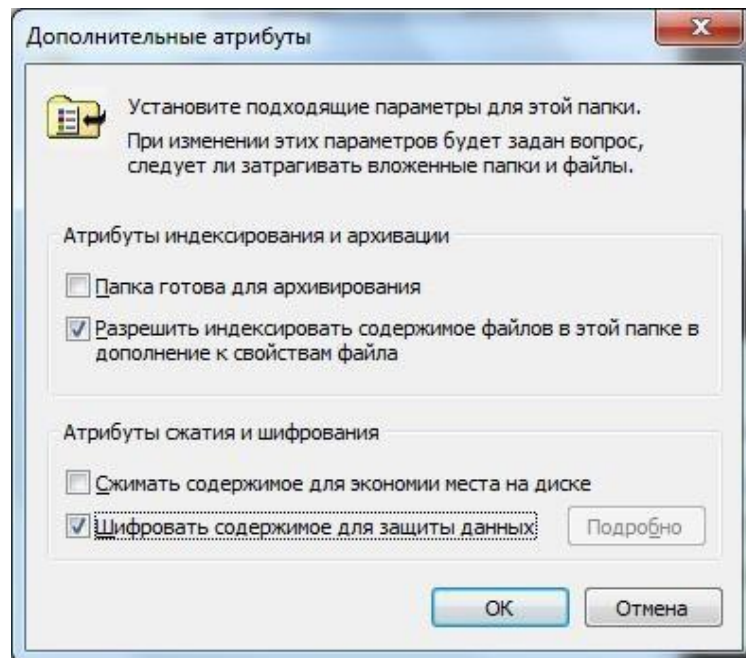 Дополнительные атрибуты
Установите подходящие параметры для этой папки.
При изменении этих параметров будет задан вопрос,
следует ли затрагивать вложенные папки и файлы.
Атрибуты индексирования и архивации
Папка готова для архивирования
Разрешить индексировать содержимое файлов в этой папке в
дополнение к свойствам файла
Атрибуты сжатия и шифрования
Сжимать содержимое для экономии места на диске
Шифровать содержимое для защиты данных
Подробно
ОК
Отмена